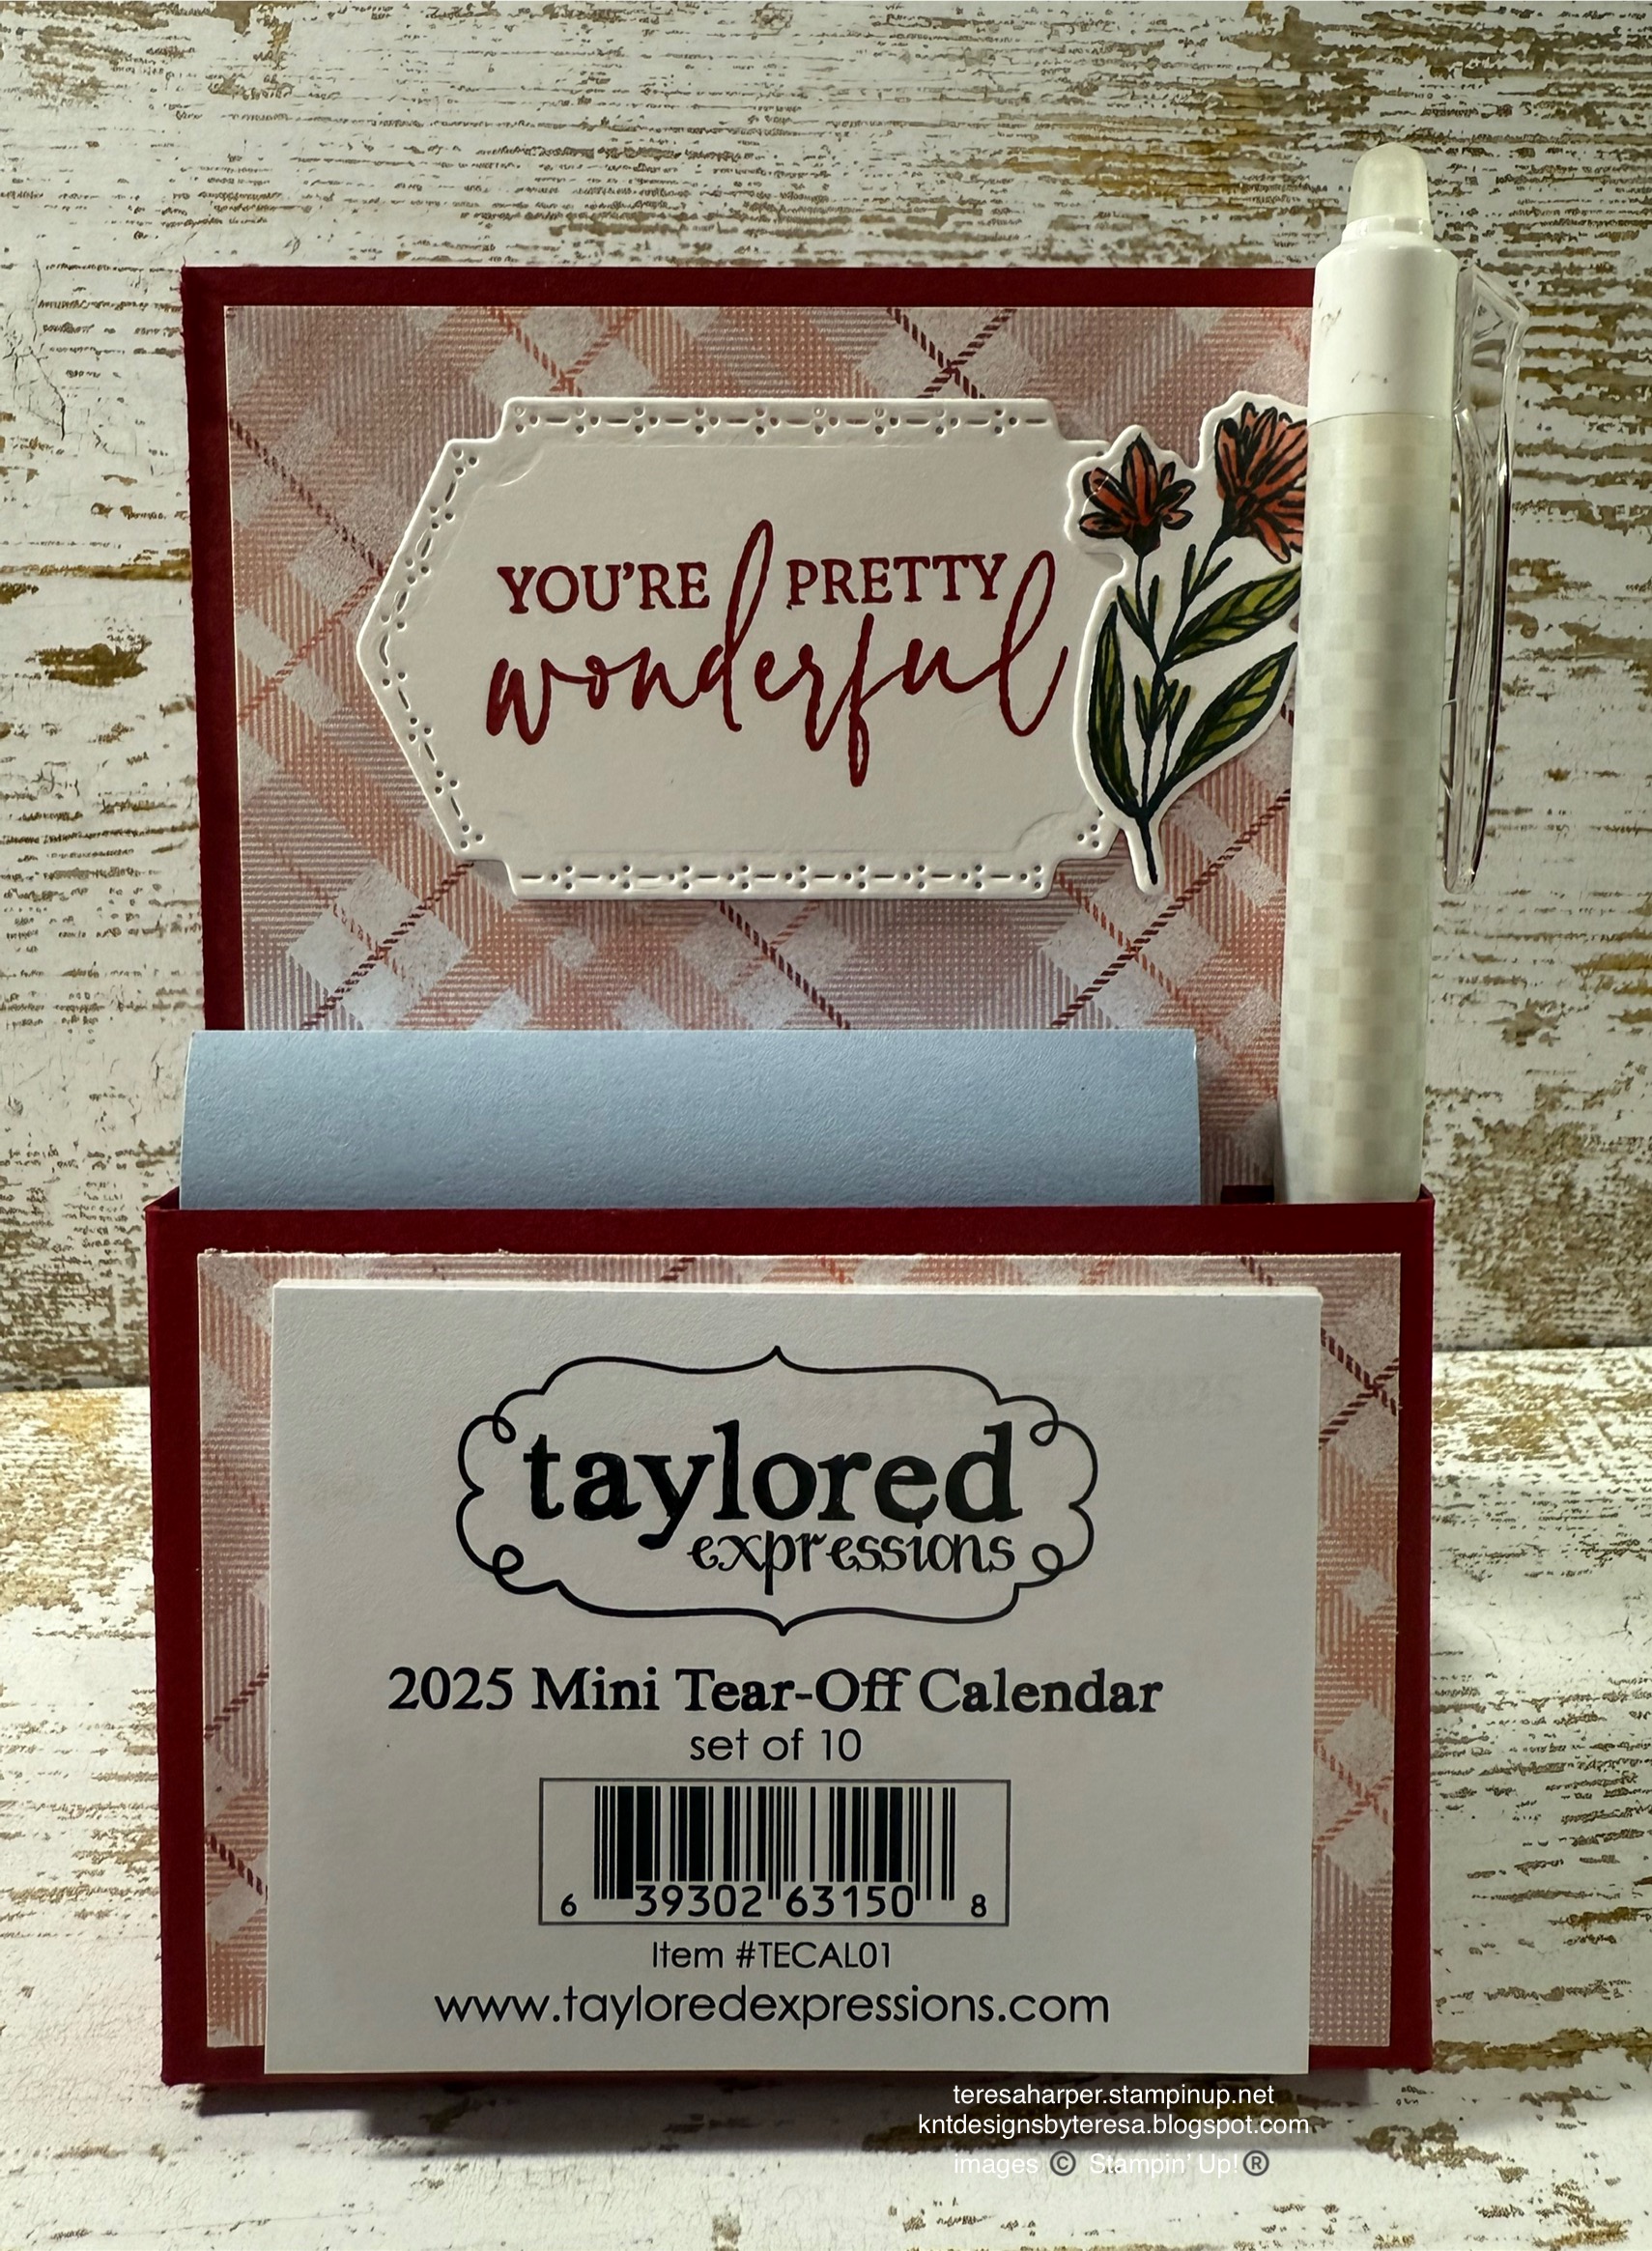 YOU'RE PRETTY
wonderful
taylored
expressions
2025 Mini Tear-Off Calendar
set of 10
6 39302 63150 8
Item #TECAL01
www.tayloredexpressions.com
teresaharper.stampinup.net
kntdesignsbyteresa.blogspot.com
images © Stampin' Up!®